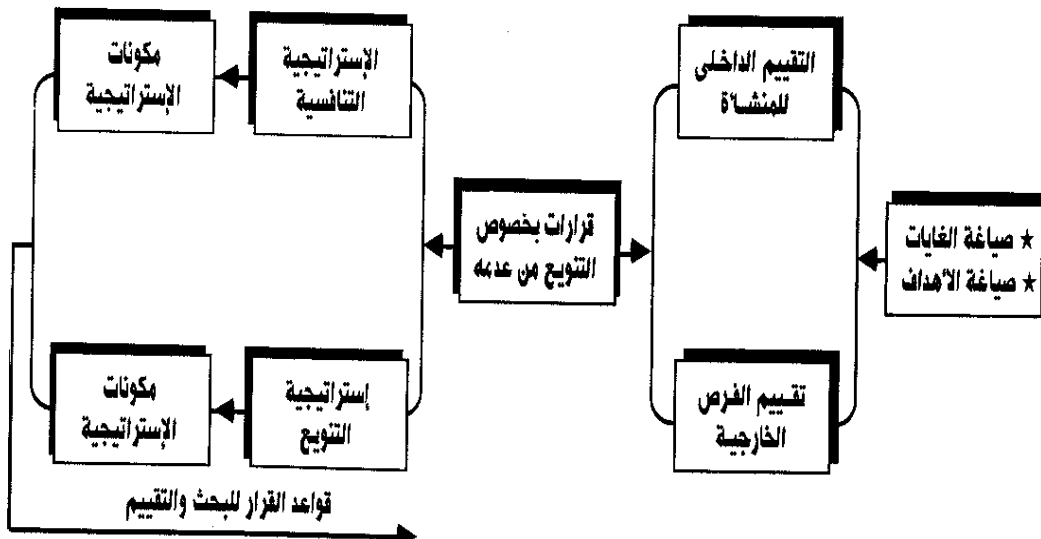 ★ صياغة الغايات
★ صياغة الأهداف
التقييم الداخلى
للمنشأة
تقييم الفرص
الخارجية
قرارات بخصوص
التنويع من عدمه
الإستراتيجية
التنافسية
مكونات
الإستراتيجية
إستراتيجية
التنويع
مكونات
الإستراتيجية
قواعد القرار للبحث والتقييم